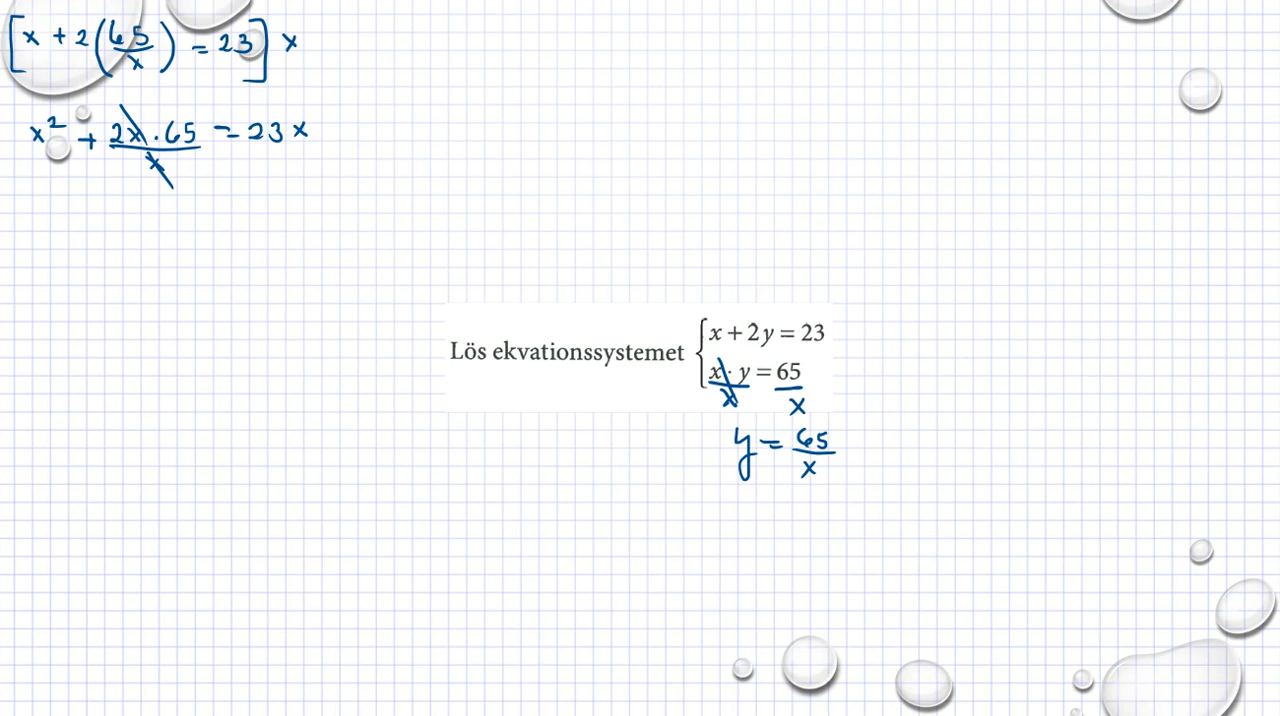 [x + 2(65/x) = 23] x
x² + 2x · 65 / x = 23x
Lös ekvationssystemet { x + 2y = 23
x · y = 65
x x
y = 65/x